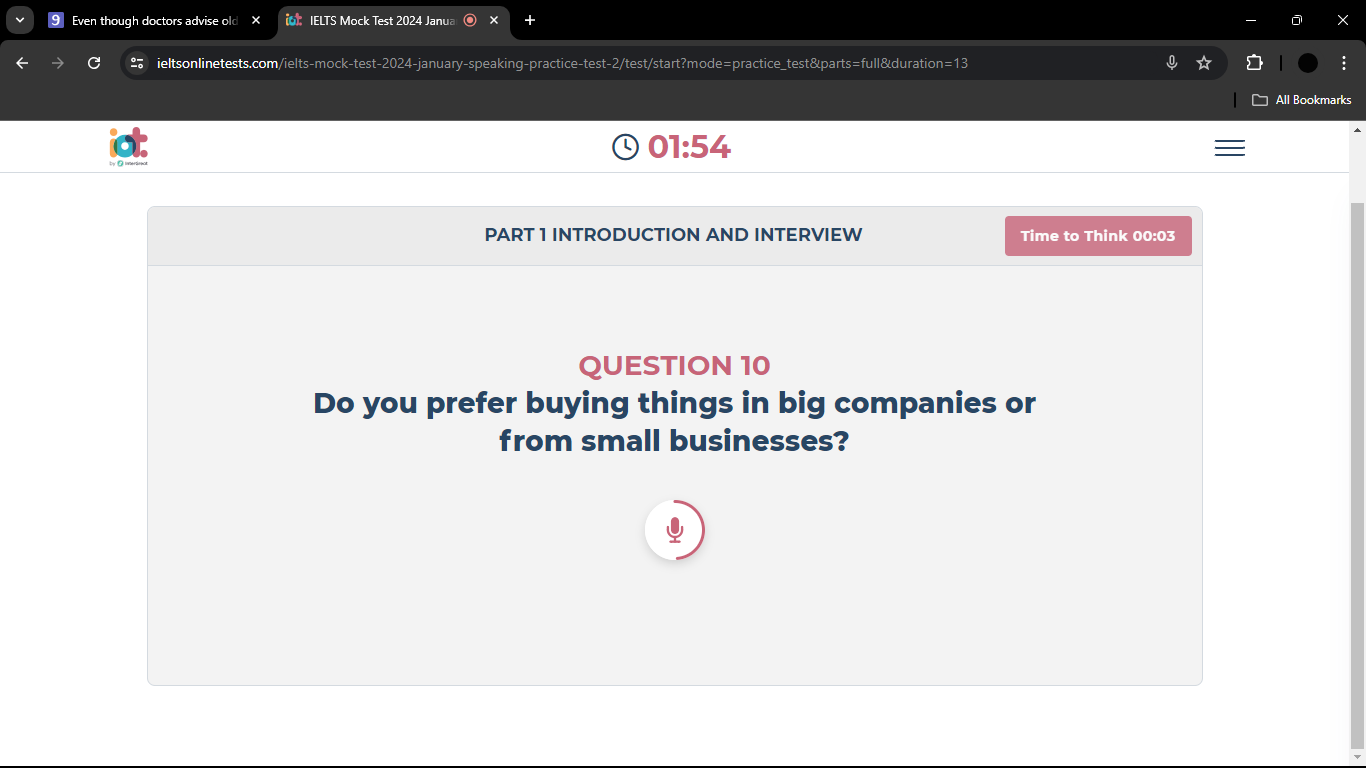 9 Even though doctors advise old
IELTS Mock Test 2024 Janua
ieltsonlinetests.com/ielts-mock-test-2024-january-speaking-practice-test-2/test/start?mode=practice_test&parts=full&duration=13
All Bookmarks
iot.
by InterGreat
01:54
PART 1 INTRODUCTION AND INTERVIEW
Time to Think 00:03
QUESTION 10
Do you prefer buying things in big companies or
from small businesses?